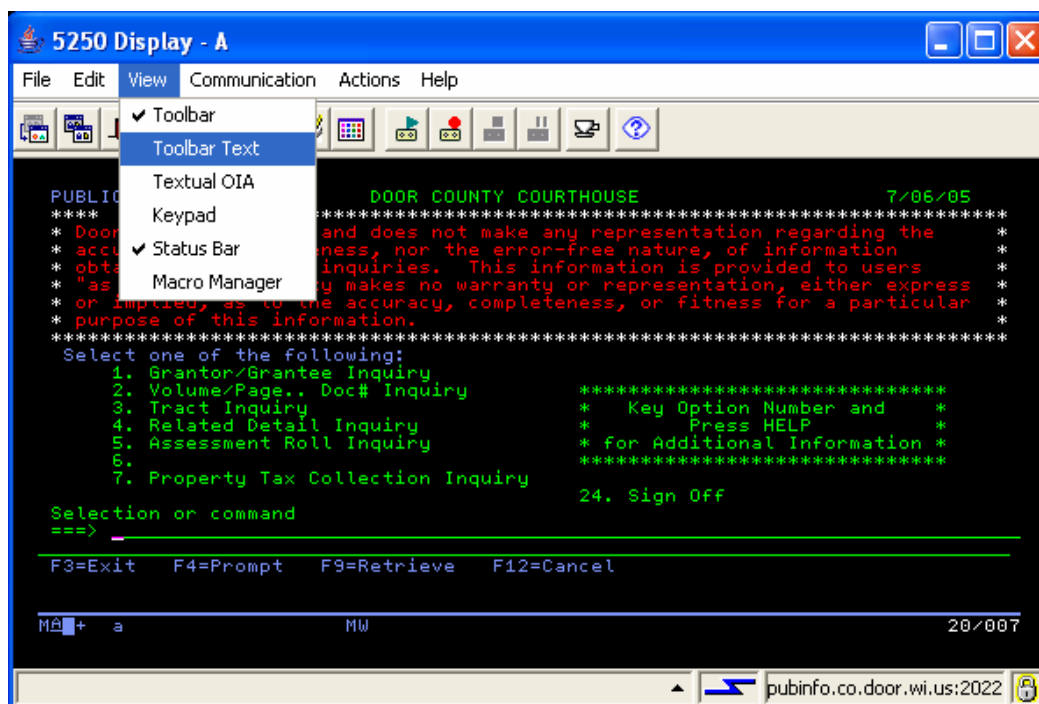 5250 Display - A
File Edit View Communication Actions Help
✔ Toolbar
Toolbar Text
Textual OIA
Keypad
✔ Status Bar
Macro Manager
PUBLIC DOOR COUNTY COURTHOUSE 7/06/05
**** *********************************************************
* Door and does not make any representation regarding the *
* accu ness, nor the error-free nature, of information *
* obta inquiries. This information is provided to users *
* "as y makes no warranty or representation, either express *
* or implied, as to the accuracy, completeness, or fitness for a particular *
* purpose of this information. *
*******************************************************************************
Select one of the following:
1. Grantor/Grantee Inquiry
2. Volume/Page.. Doc# Inquiry ******************************
3. Tract Inquiry * Key Option Number and *
4. Related Detail Inquiry * Press HELP *
5. Assessment Roll Inquiry * for Additional Information *
6. ******************************
7. Property Tax Collection Inquiry
24. Sign Off
Selection or command
===>
F3=Exit F4=Prompt F9=Retrieve F12=Cancel
MA + a MW 20/007
pubinfo.co.door.wi.us:2022